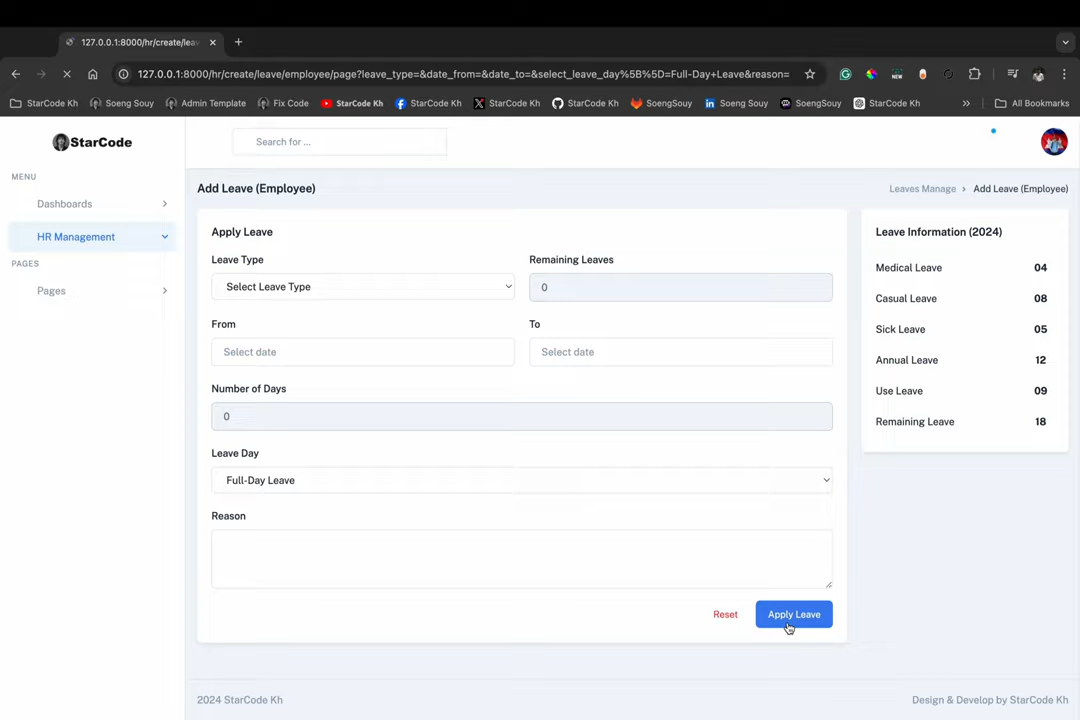 127.0.0.1:8000/hr/create/leav
127.0.0.1:8000/hr/create/leave/employee/page?leave_type=&date_from=&date_to=&select_leave_day%5B%5D=Full-Day+Leave&reason=
NEW
StarCode Kh
Soeng Souy
Admin Template
Fix Code
StarCode Kh
StarCode Kh
StarCode Kh
StarCode Kh
SoengSouy
Soeng Souy
SoengSouy
StarCode Kh
»
All Bookmarks
StarCode
Search for ...
MENU
Dashboards
HR Management
PAGES
Pages
Add Leave (Employee)
Leaves Manage > Add Leave (Employee)
Apply Leave
Leave Type
Remaining Leaves
Select Leave Type
0
From
To
Select date
Select date
Number of Days
0
Leave Day
Full-Day Leave
Reason
Reset
Apply Leave
Leave Information (2024)
Medical Leave 04
Casual Leave 08
Sick Leave 05
Annual Leave 12
Use Leave 09
Remaining Leave 18
2024 StarCode Kh
Design & Develop by StarCode Kh